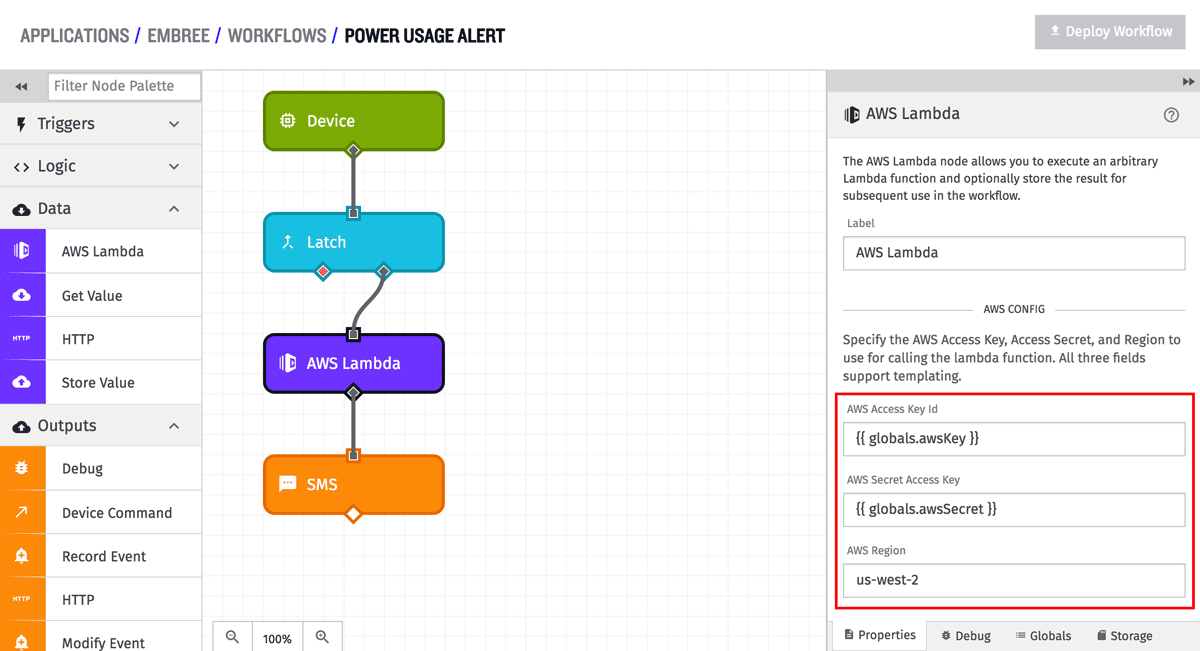 APPLICATIONS / EMBREE / WORKFLOWS / POWER USAGE ALERT
Deploy Workflow
Filter Node Palette
Triggers
Logic
Data
AWS Lambda
Get Value
HTTP
HTTP
Store Value
Outputs
Debug
Device Command
Record Event
HTTP
HTTP
Modify Event
Device
Latch
AWS Lambda
SMS
100%
AWS Lambda
The AWS Lambda node allows you to execute an arbitrary
Lambda function and optionally store the result for
subsequent use in the workflow.
Label
AWS Lambda
AWS CONFIG
Specify the AWS Access Key, Access Secret, and Region to
use for calling the lambda function. All three fields
support templating.
AWS Access Key Id
{{ globals.awsKey }}
AWS Secret Access Key
{{ globals.awsSecret }}
AWS Region
us-west-2
Properties
Debug
Globals
Storage